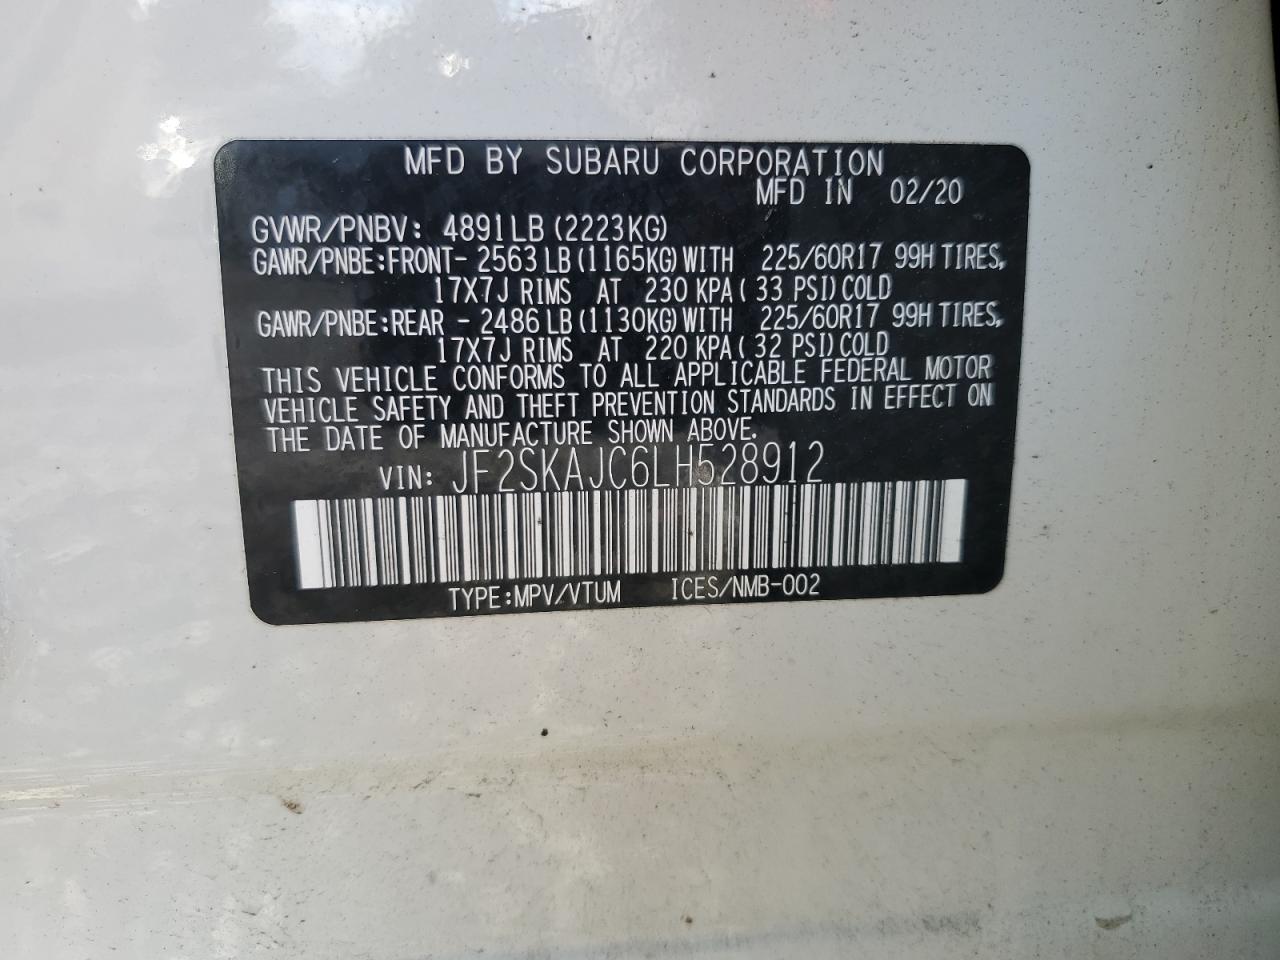 MFD BY SUBARU CORPORATION
MFD IN 02/20
GVWR/PNBV: 4891LB (2223KG)
GAWR/PNBE:FRONT- 2563 LB (1165KG) WITH 225/60R17 99H TIRES,
17X7J RIMS AT 230 KPA( 33 PSI) COLD
GAWR/PNBE:REAR - 2486 LB (1130KG) WITH 225/60R17 99H TIRES,
17X7J RIMS AT 220 KPA( 32 PSI) COLD
THIS VEHICLE CONFORMS TO ALL APPLICABLE FEDERAL MOTOR
VEHICLE SAFETY AND THEFT PREVENTION STANDARDS IN EFFECT ON
THE DATE OF MANUFACTURE SHOWN ABOVE.
VIN: JF2SKAJC6LH528912
TYPE:MPV/VTUM ICES/NMB-002